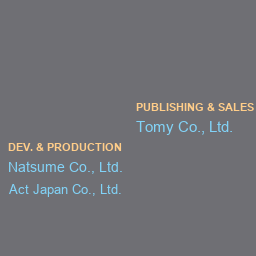 PUBLISHING & SALES
Tomy Co., Ltd.
DEV. & PRODUCTION
Natsume Co., Ltd.
Act Japan Co., Ltd.